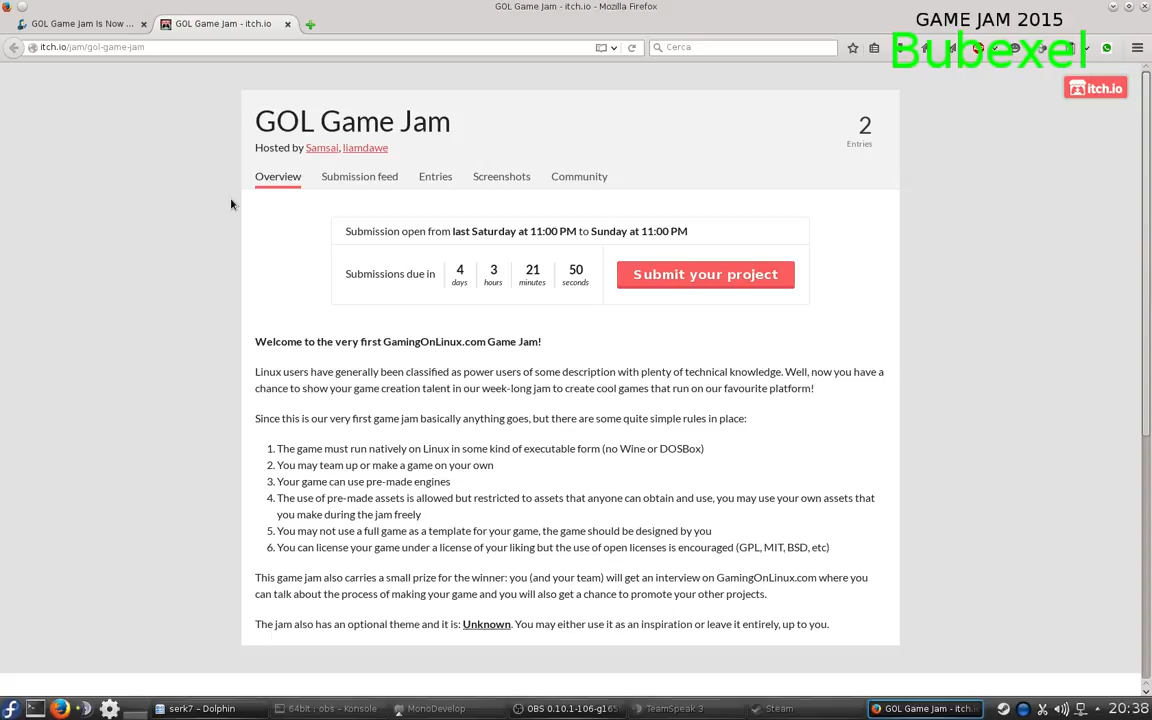 GOL Game Jam - itch.io - Mozilla Firefox
GOL Game Jam Is Now ...
GOL Game Jam - itch.io
GAME JAM 2015
Bubexel
itch.io/jam/gol-game-jam
Cerca
itch.io
GOL Game Jam
2
Entries
Hosted by Samsai, liamdawe
Overview
Submission feed
Entries
Screenshots
Community
Submission open from last Saturday at 11:00 PM to Sunday at 11:00 PM
Submissions due in
4
3
21
50
days
hours
minutes
seconds
Submit your project
Welcome to the very first GamingOnLinux.com Game Jam!
Linux users have generally been classified as power users of some description with plenty of technical knowledge. Well, now you have a
chance to show your game creation talent in our week-long jam to create cool games that run on our favourite platform!
Since this is our very first game jam basically anything goes, but there are some quite simple rules in place:
1. The game must run natively on Linux in some kind of executable form (no Wine or DOSBox)
2. You may team up or make a game on your own
3. Your game can use pre-made engines
4. The use of pre-made assets is allowed but restricted to assets that anyone can obtain and use, you may use your own assets that
you make during the jam freely
5. You may not use a full game as a template for your game, the game should be designed by you
6. You can license your game under a license of your liking but the use of open licenses is encouraged (GPL, MIT, BSD, etc)
This game jam also carries a small prize for the winner: you (and your team) will get an interview on GamingOnLinux.com where you
can talk about the process of making your game and you will also get a chance to promote your other projects.
The jam also has an optional theme and it is: Unknown. You may either use it as an inspiration or leave it entirely, up to you.
serk7 – Dolphin
64bit : obs – Konsole
MonoDevelop
OBS 0.10.1-106-g165
TeamSpeak 3
Steam
GOL Game Jam - itch.
20:38